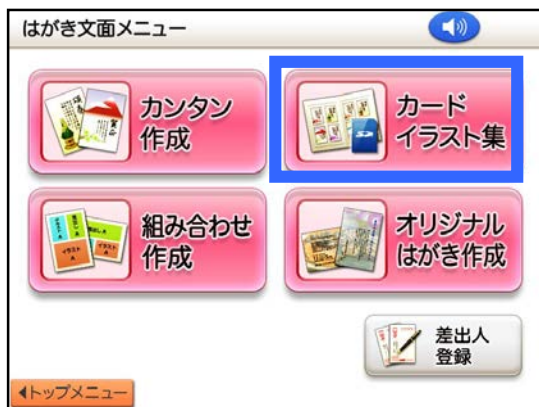 はがき文面メニュー
カンタン
作成
カード
イラスト集
組み合わせ
作成
オリジナル
はがき作成
差出人
登録
◀トップメニュー